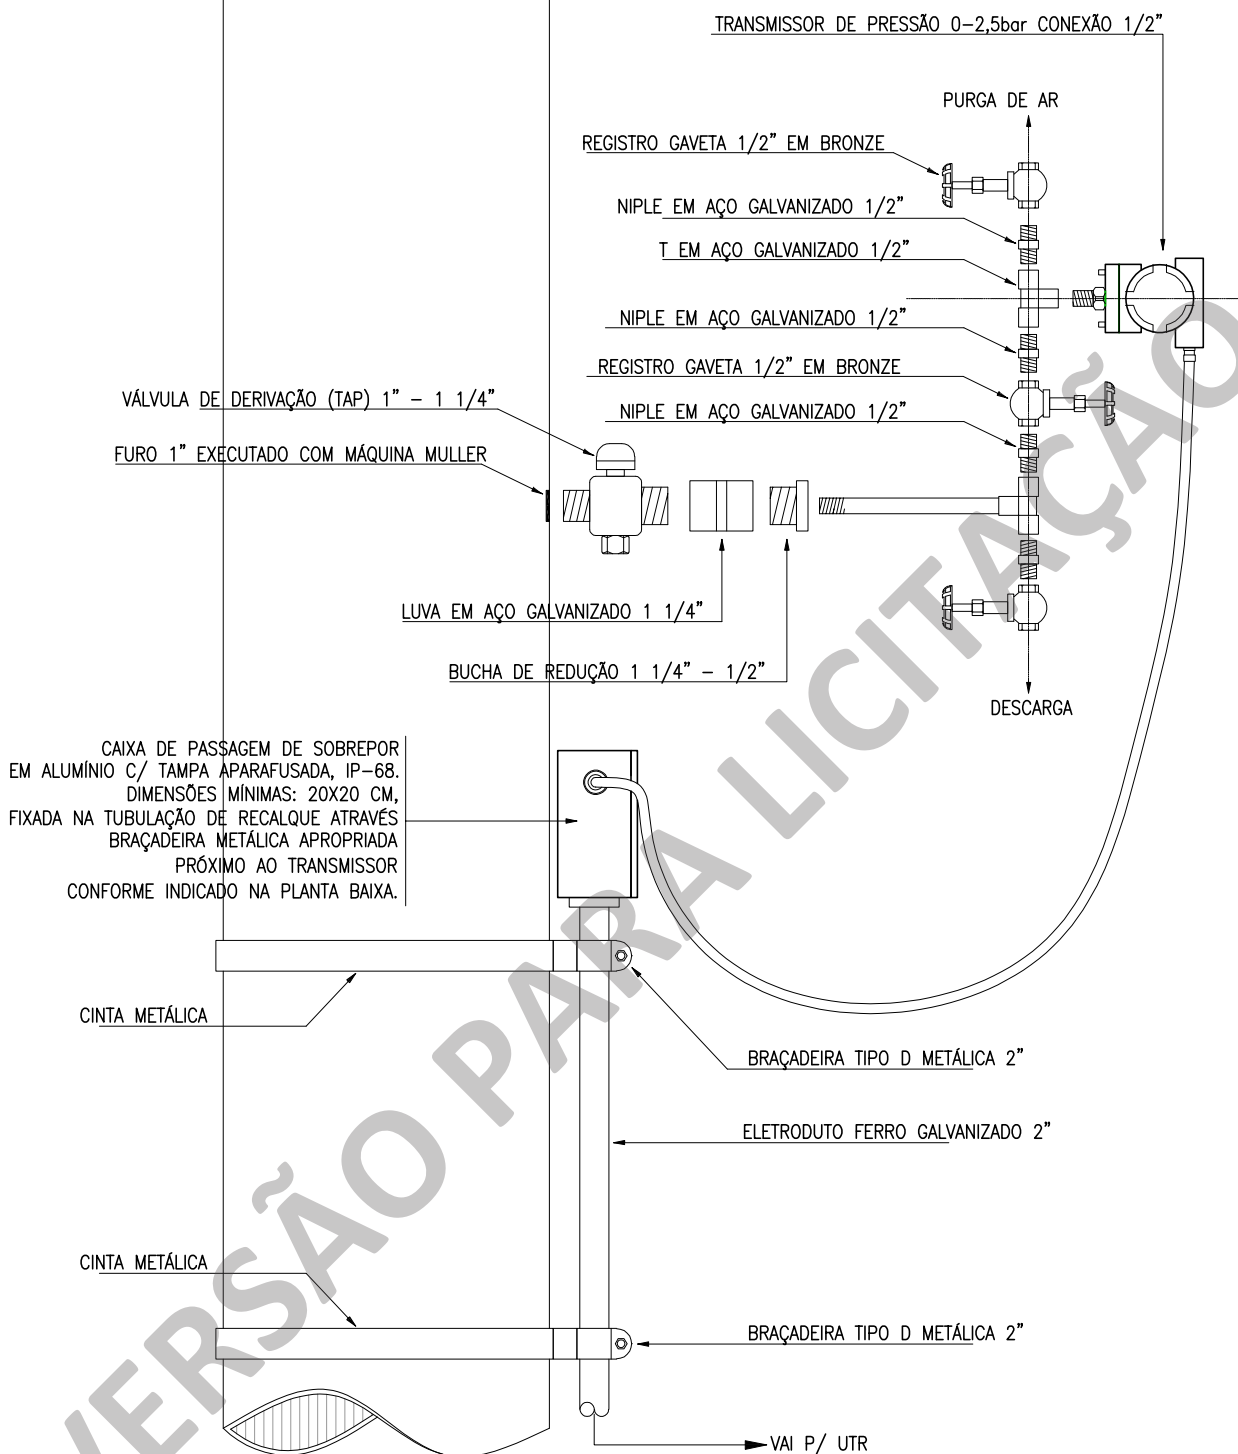 TRANSMISSOR DE PRESSÃO 0-2,5bar CONEXÃO 1/2”
PURGA DE AR
REGISTRO GAVETA 1/2” EM BRONZE
NIPLE EM AÇO GALVANIZADO 1/2”
T EM AÇO GALVANIZADO 1/2”
NIPLE EM AÇO GALVANIZADO 1/2”
REGISTRO GAVETA 1/2” EM BRONZE
VÁLVULA DE DERIVAÇÃO (TAP) 1” - 1 1/4”
NIPLE EM AÇO GALVANIZADO 1/2”
FURO 1” EXECUTADO COM MÁQUINA MULLER
LUVA EM AÇO GALVANIZADO 1 1/4”
BUCHA DE REDUÇÃO 1 1/4” - 1/2”
DESCARGA
CAIXA DE PASSAGEM DE SOBREPOR
EM ALUMÍNIO C/ TAMPA APARAFUSADA, IP-68.
DIMENSÕES MÍNIMAS: 20X20 CM,
FIXADA NA TUBULAÇÃO DE RECALQUE ATRAVÉS
BRAÇADEIRA METÁLICA APROPRIADA
PRÓXIMO AO TRANSMISSOR
CONFORME INDICADO NA PLANTA BAIXA.
CINTA METÁLICA
BRAÇADEIRA TIPO D METÁLICA 2”
ELETRODUTO FERRO GALVANIZADO 2”
CINTA METÁLICA
BRAÇADEIRA TIPO D METÁLICA 2”
VAI P/ UTR
VERSÃO PARA LICITAÇÃO